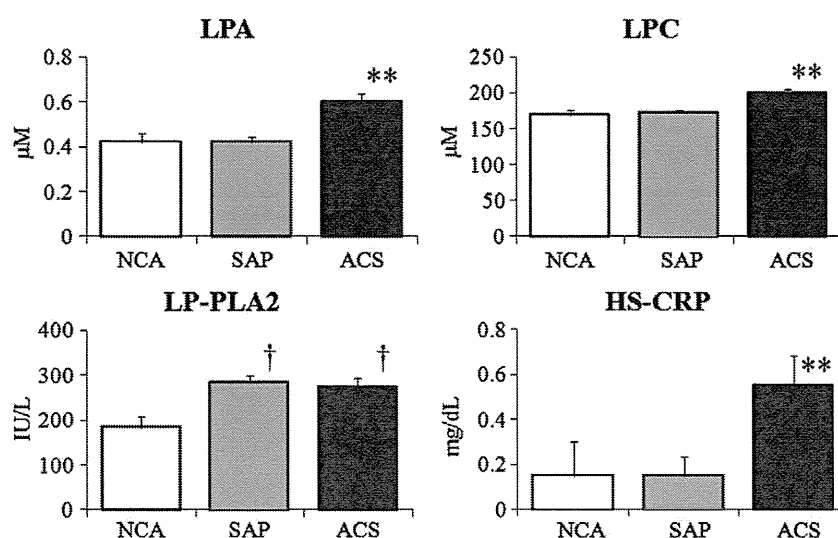 LPA
0.8
0.6
0.4
0.2
0
μM
**
NCA SAP ACS
LPC
250
200
150
100
50
0
μM
**
NCA SAP ACS
LP-PLA2
400
300
200
100
0
IU/L
†
†
NCA SAP ACS
HS-CRP
0.8
0.6
0.4
0.2
0
mg/dL
**
NCA SAP ACS